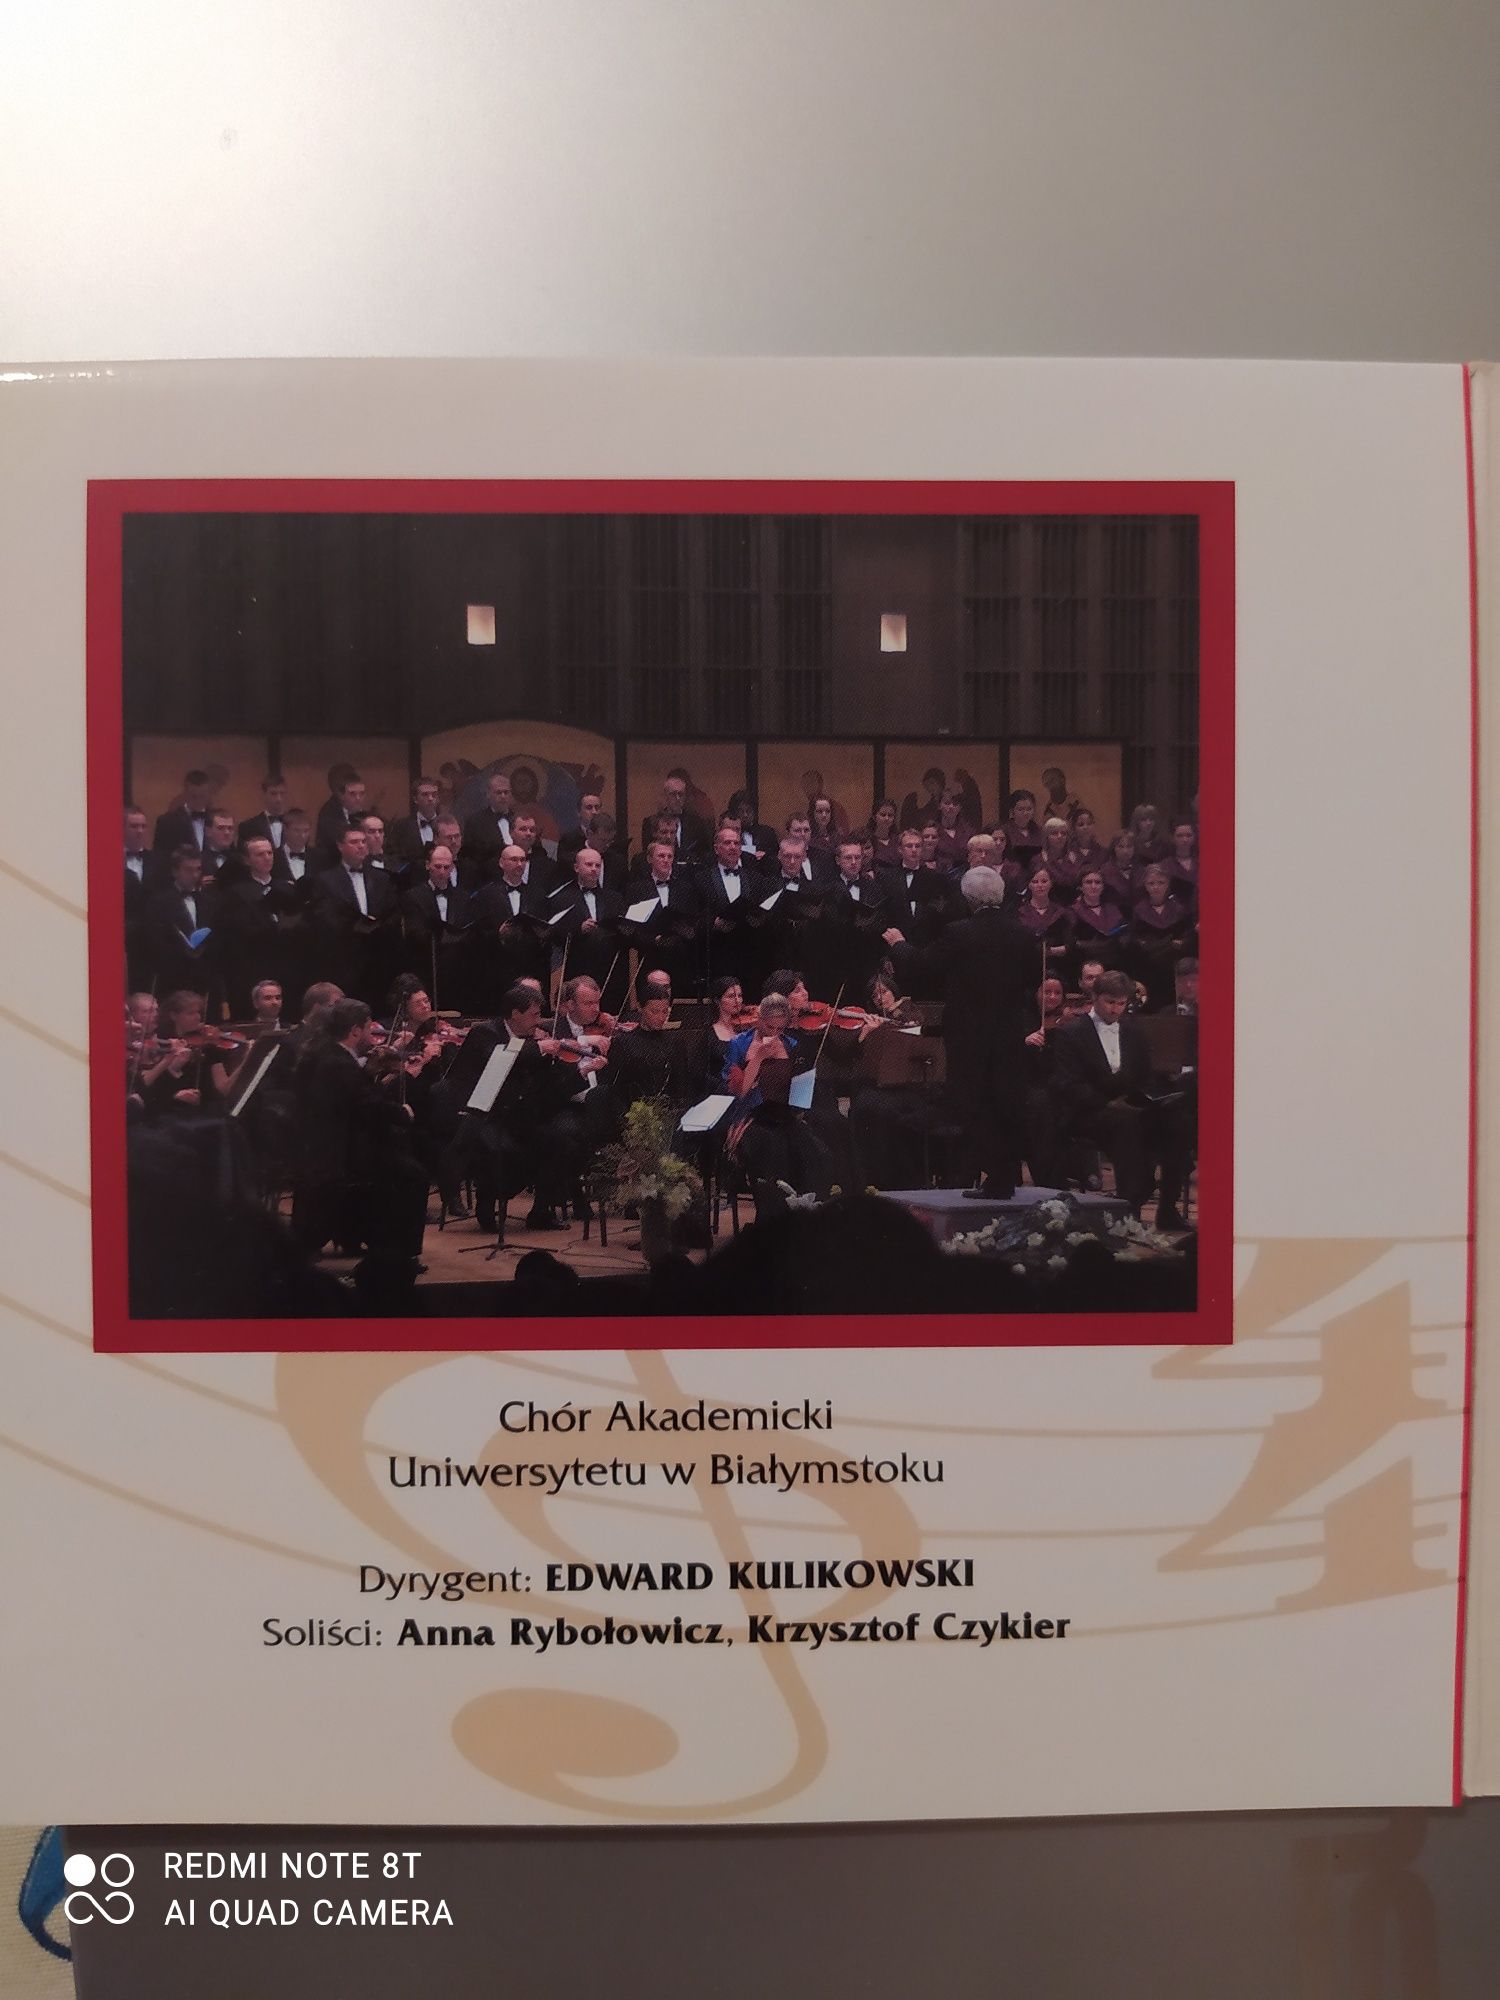 Chór Akademicki
Uniwersytetu w Białymstoku
Dyrygent: EDWARD KULIKOWSKI
Soliści: Anna Rybołowicz, Krzysztof Czykier
REDMI NOTE 8T
AI QUAD CAMERA